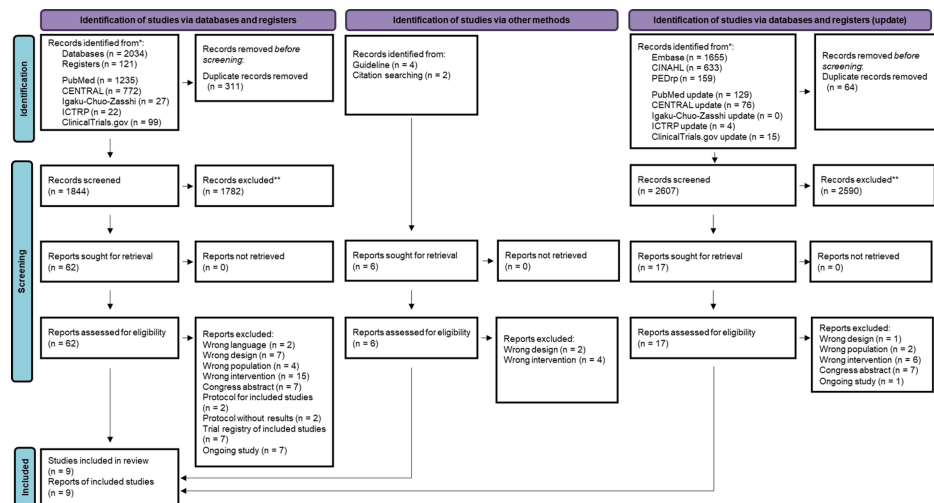 Identification of studies via databases and registers
Identification of studies via other methods
Identification of studies via databases and registers (update)
Identification
Records identified from*:
Databases (n = 2034)
Registers (n = 121)
PubMed (n = 1235)
CENTRAL (n = 772)
Igaku-Chuo-Zasshi (n = 27)
ICTRP (n = 22)
ClinicalTrials.gov (n = 99)
Records removed before
screening:
Duplicate records removed
(n = 311)
Records identified from:
Guideline (n = 4)
Citation searching (n = 2)
Records identified from*:
Embase (n = 1655)
CINAHL (n = 633)
PEDrp (n = 159)
PubMed update (n = 129)
CENTRAL update (n = 76)
Igaku-Chuo-Zasshi update (n = 0)
ICTRP update (n = 4)
ClinicalTrials.gov update (n = 15)
Records removed before
screening:
Duplicate records removed
(n = 64)
Screening
Records screened
(n = 1844)
Records excluded**
(n = 1782)
Records screened
(n = 2607)
Records excluded**
(n = 2590)
Reports sought for retrieval
(n = 62)
Reports not retrieved
(n = 0)
Reports sought for retrieval
(n = 6)
Reports not retrieved
(n = 0)
Reports sought for retrieval
(n = 17)
Reports not retrieved
(n = 0)
Reports assessed for eligibility
(n = 62)
Reports excluded:
Wrong language (n = 2)
Wrong design (n = 7)
Wrong population (n = 4)
Wrong intervention (n = 15)
Congress abstract (n = 7)
Protocol for included studies
(n = 2)
Protocol without results (n = 2)
Trial registry of included studies
(n = 7)
Ongoing study (n = 7)
Reports assessed for eligibility
(n = 6)
Reports excluded:
Wrong design (n = 2)
Wrong intervention (n = 4)
Reports assessed for eligibility
(n = 17)
Reports excluded:
Wrong design (n = 1)
Wrong population (n = 2)
Wrong intervention (n = 6)
Congress abstract (n = 7)
Ongoing study (n = 1)
Included
Studies included in review
(n = 9)
Reports of included studies
(n = 9)